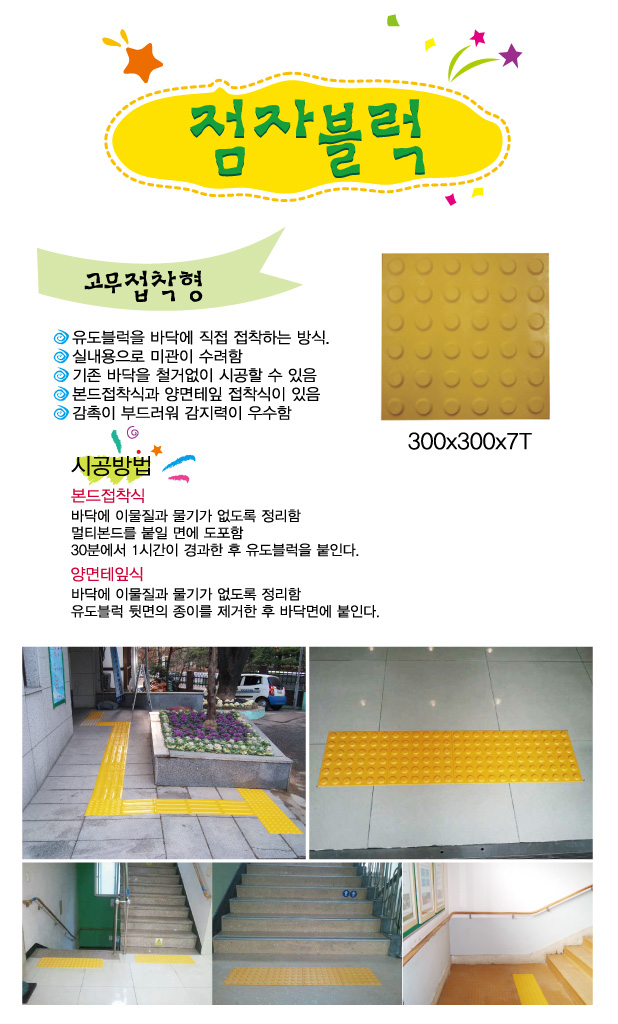 점자블럭
고무접착형
유도블럭을 바닥에 직접 접착하는 방식.
실내용으로 미관이 수려함
기존 바닥을 철거없이 시공할 수 있음
본드접착식과 양면테잎 접착식이 있음
감촉이 부드러워 감지력이 우수함
300x300x7T
시공방법
본드접착식
바닥에 이물질과 물기가 없도록 정리함
멀티본드를 붙일 면에 도포함
30분에서 1시간이 경과한 후 유도블럭을 붙인다.
양면테잎식
바닥에 이물질과 물기가 없도록 정리함
유도블럭 뒷면의 종이를 제거한 후 바닥면에 붙인다.